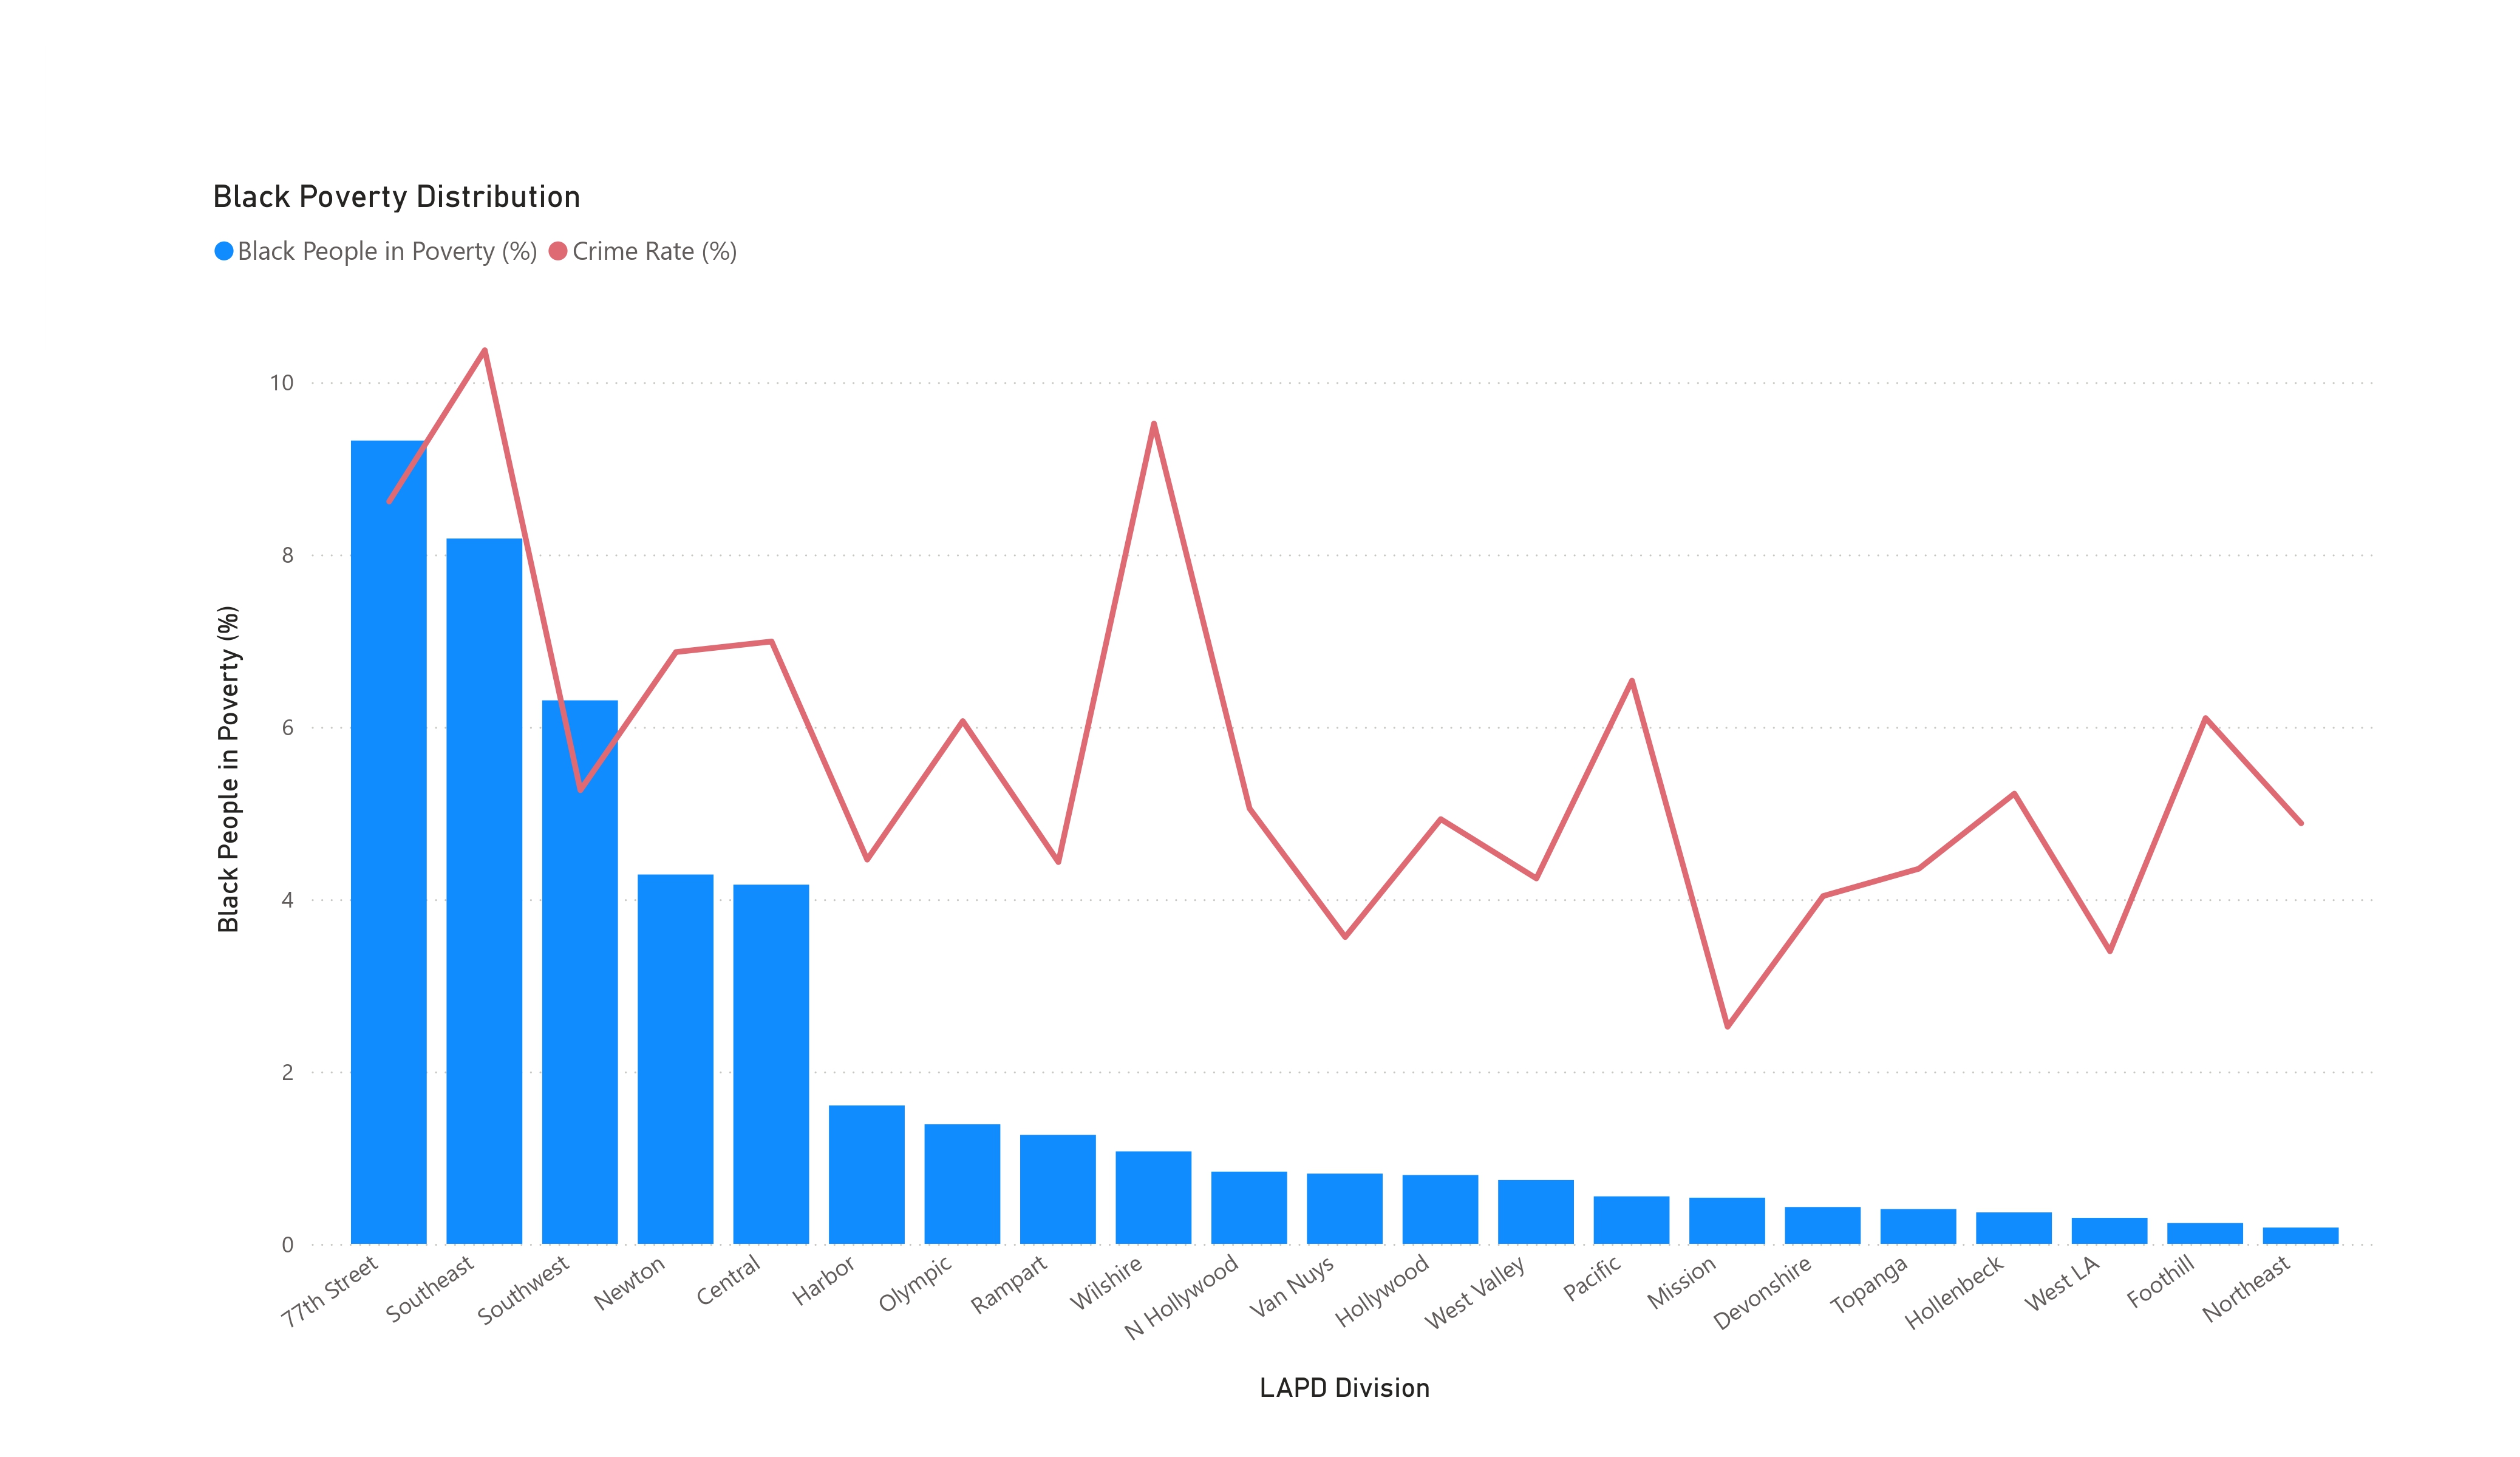 Black Poverty Distribution
Black People in Poverty (%) Crime Rate (%)
10
8
6
4
2
0
Black People in Poverty (%)
77th Street
Southeast
Southwest
Newton
Central
Harbor
Olympic
Rampart
Wilshire
N Hollywood
Van Nuys
Hollywood
West Valley
Pacific
Mission
Devonshire
Topanga
Hollenbeck
West LA
Foothill
Northeast
LAPD Division